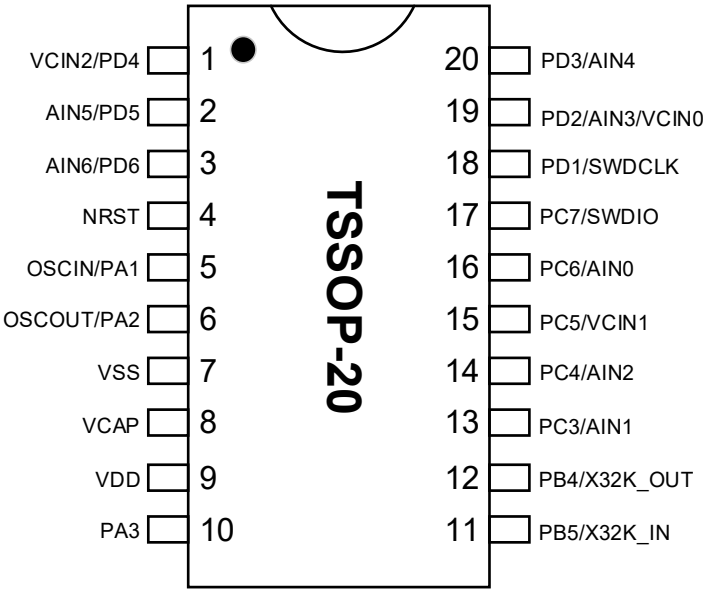 VCIN2/PD4 1 20 PD3/AIN4
AIN5/PD5 2 19 PD2/AIN3/VCIN0
AIN6/PD6 3 18 PD1/SWDCLK
NRST 4 17 PC7/SWDIO
OSCIN/PA1 5 16 PC6/AIN0
OSCOUT/PA2 6 15 PC5/VCIN1
VSS 7 14 PC4/AIN2
VCAP 8 13 PC3/AIN1
VDD 9 12 PB4/X32K_OUT
PA3 10 11 PB5/X32K_IN
TSSOP-20